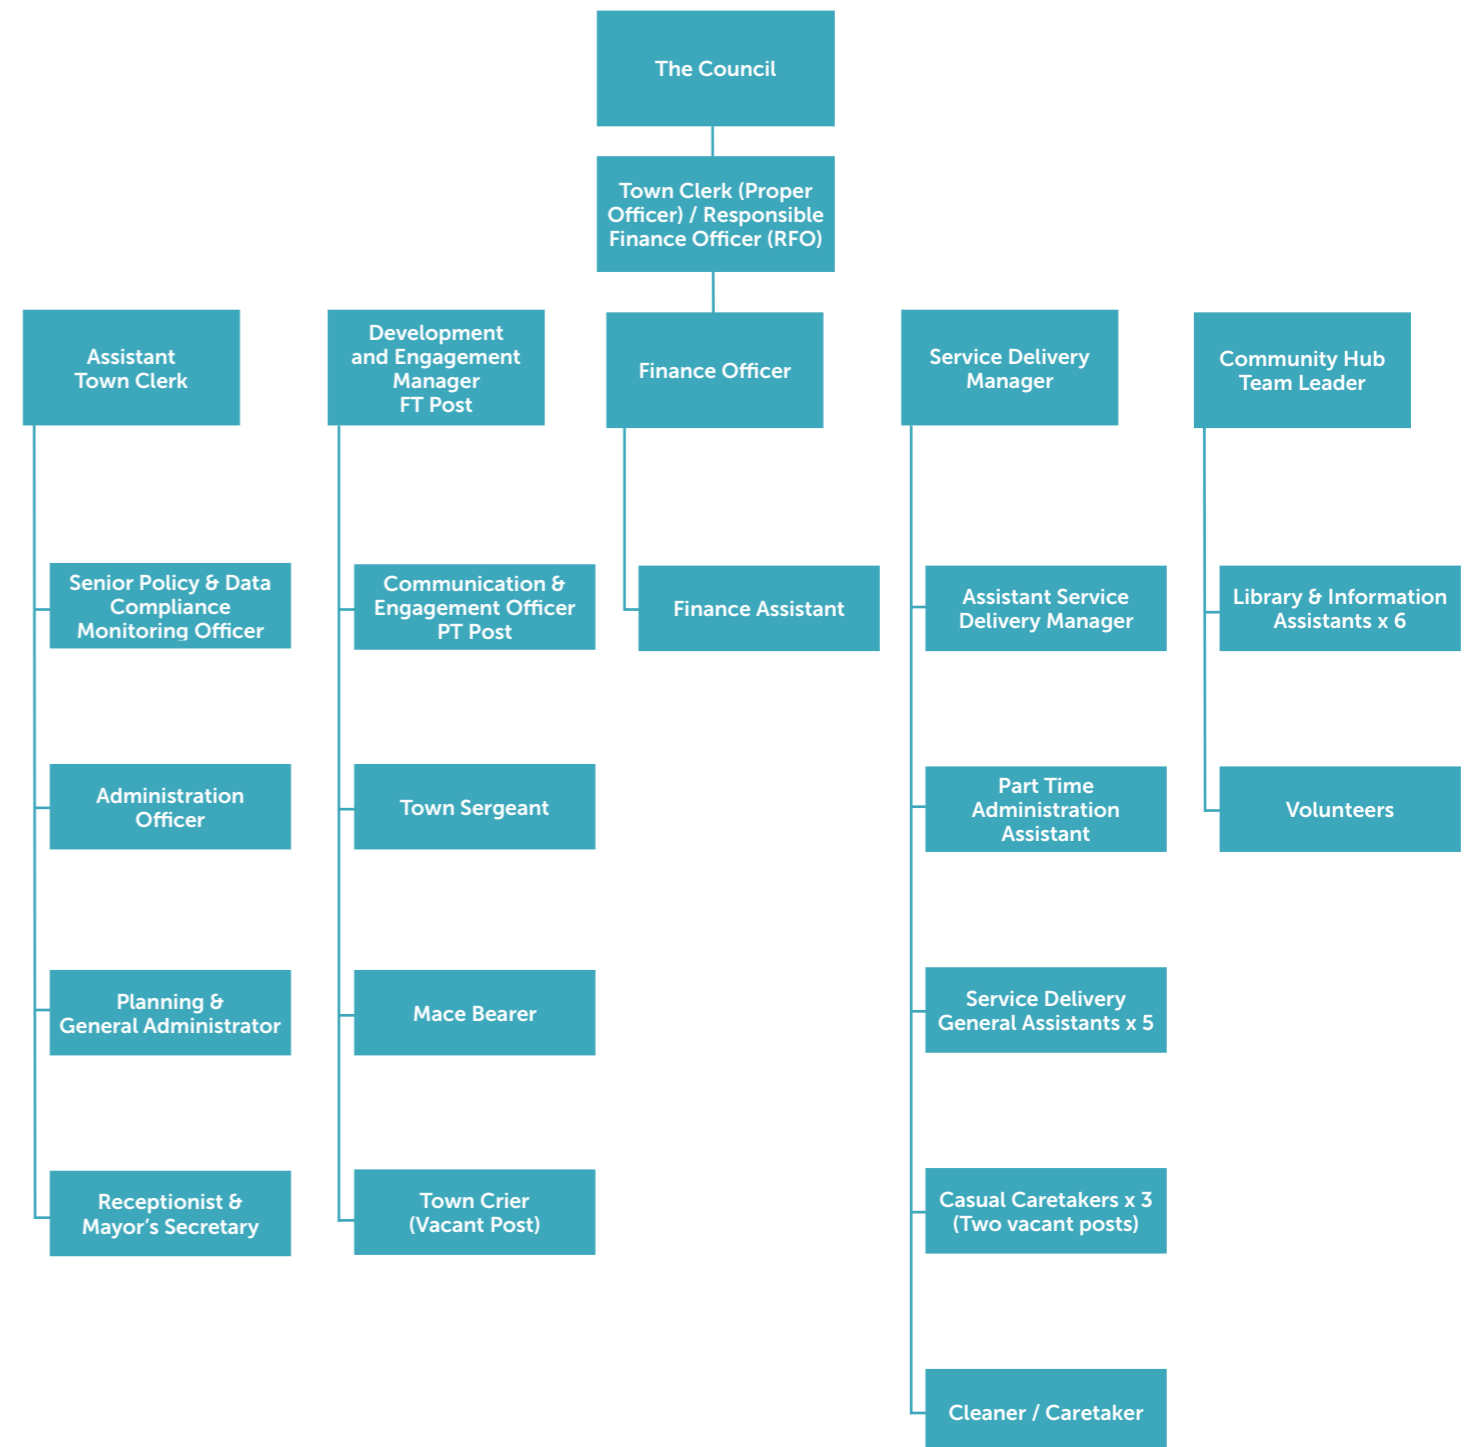 The Council
Town Clerk (Proper
Officer) / Responsible
Finance Officer (RFO)
Assistant
Town Clerk
Development
and Engagement
Manager
FT Post
Finance Officer
Service Delivery
Manager
Community Hub
Team Leader
Senior Policy & Data
Compliance
Monitoring Officer
Communication &
Engagement Officer
PT Post
Finance Assistant
Assistant Service
Delivery Manager
Library & Information
Assistants x 6
Administration
Officer
Town Sergeant
Part Time
Administration
Assistant
Volunteers
Planning &
General Administrator
Mace Bearer
Service Delivery
General Assistants x 5
Receptionist &
Mayor’s Secretary
Town Crier
(Vacant Post)
Casual Caretakers x 3
(Two vacant posts)
Cleaner / Caretaker